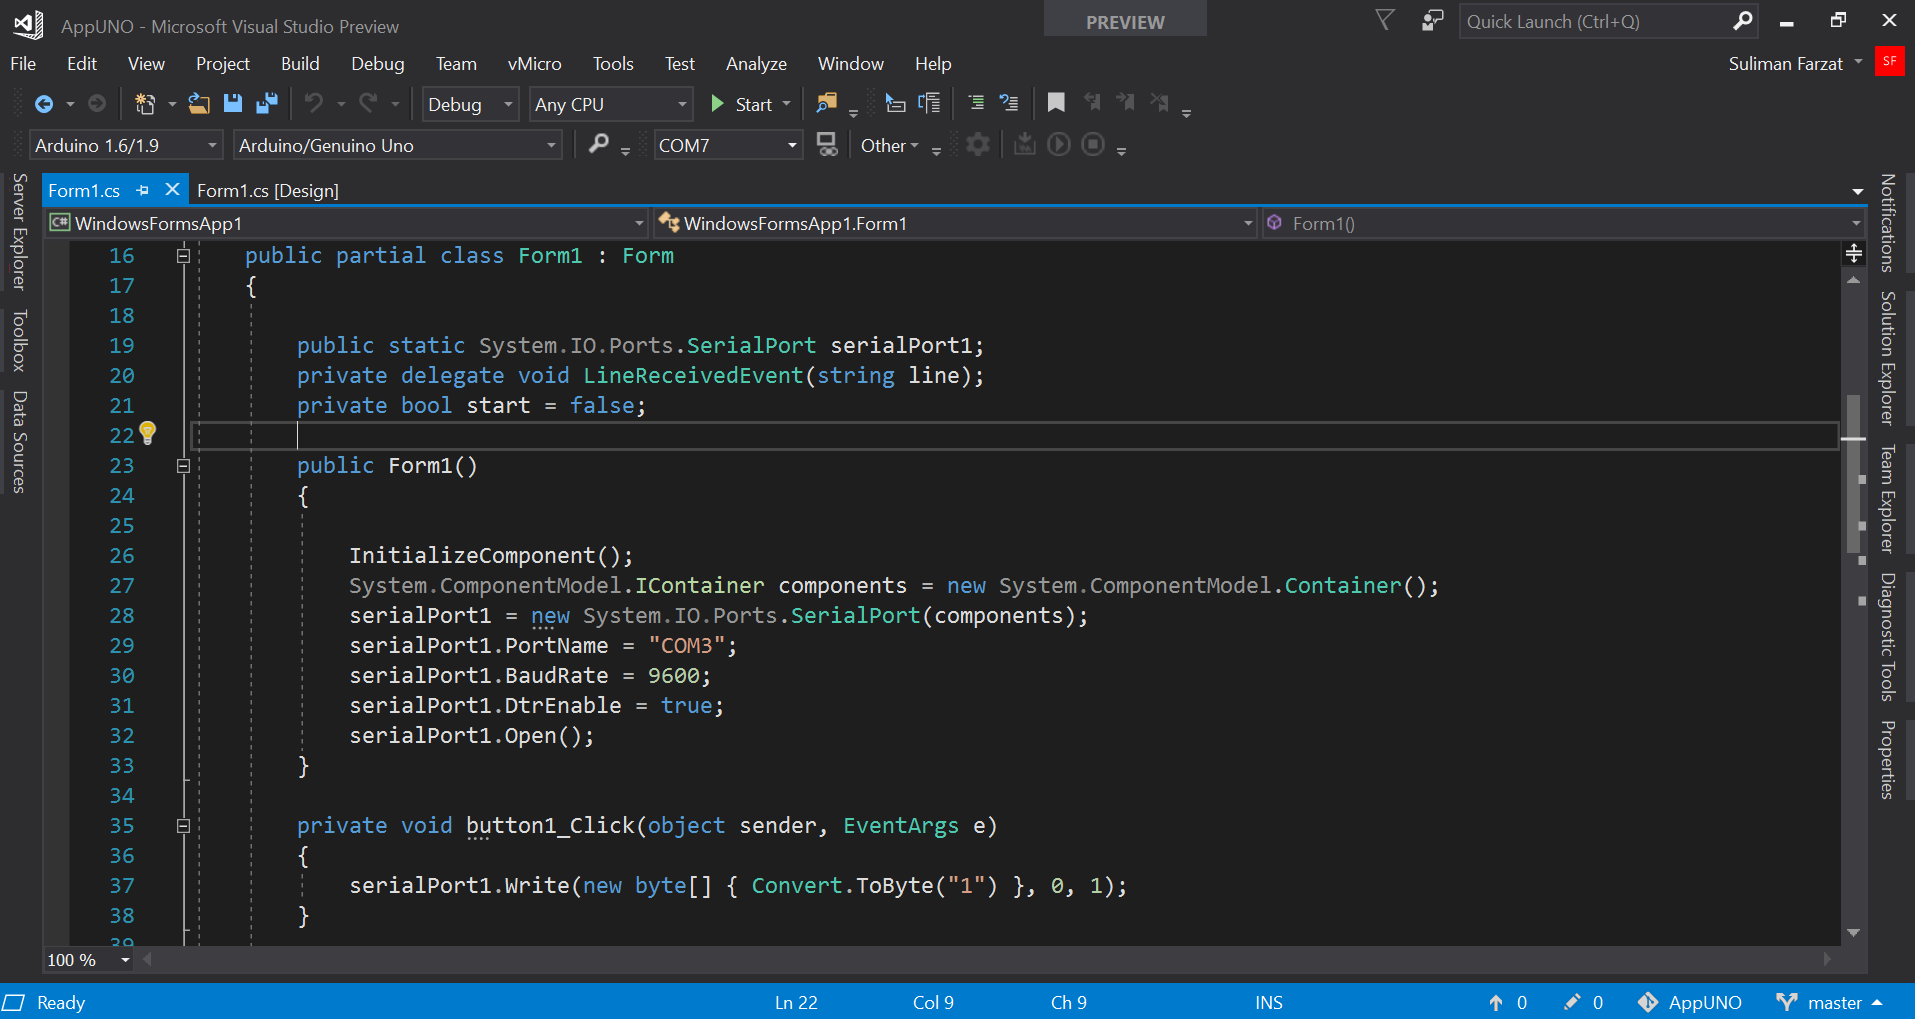 AppUNO - Microsoft Visual Studio Preview
PREVIEW
Quick Launch (Ctrl+Q)
File Edit View Project Build Debug Team vMicro Tools Test Analyze Window Help
Suliman Farzat
SF
Debug Any CPU Start
Arduino 1.6/1.9 Arduino/Genuino Uno COM7 Other
Server Explorer
Toolbox
Data Sources
Form1.cs Form1.cs [Design]
C# WindowsFormsApp1 WindowsFormsApp1.Form1 Form1()
16 public partial class Form1 : Form
17 {
18
19 public static System.IO.Ports.SerialPort serialPort1;
20 private delegate void LineReceivedEvent(string line);
21 private bool start = false;
22
23 public Form1()
24 {
25
26 InitializeComponent();
27 System.ComponentModel.IContainer components = new System.ComponentModel.Container();
28 serialPort1 = new System.IO.Ports.SerialPort(components);
29 serialPort1.PortName = "COM3";
30 serialPort1.BaudRate = 9600;
31 serialPort1.DtrEnable = true;
32 serialPort1.Open();
33 }
34
35 private void button1_Click(object sender, EventArgs e)
36 {
37 serialPort1.Write(new byte[] { Convert.ToByte("1") }, 0, 1);
38 }
39
Notifications
Solution Explorer
Team Explorer
Diagnostic Tools
Properties
100 %
Ready Ln 22 Col 9 Ch 9 INS 0 0 AppUNO master